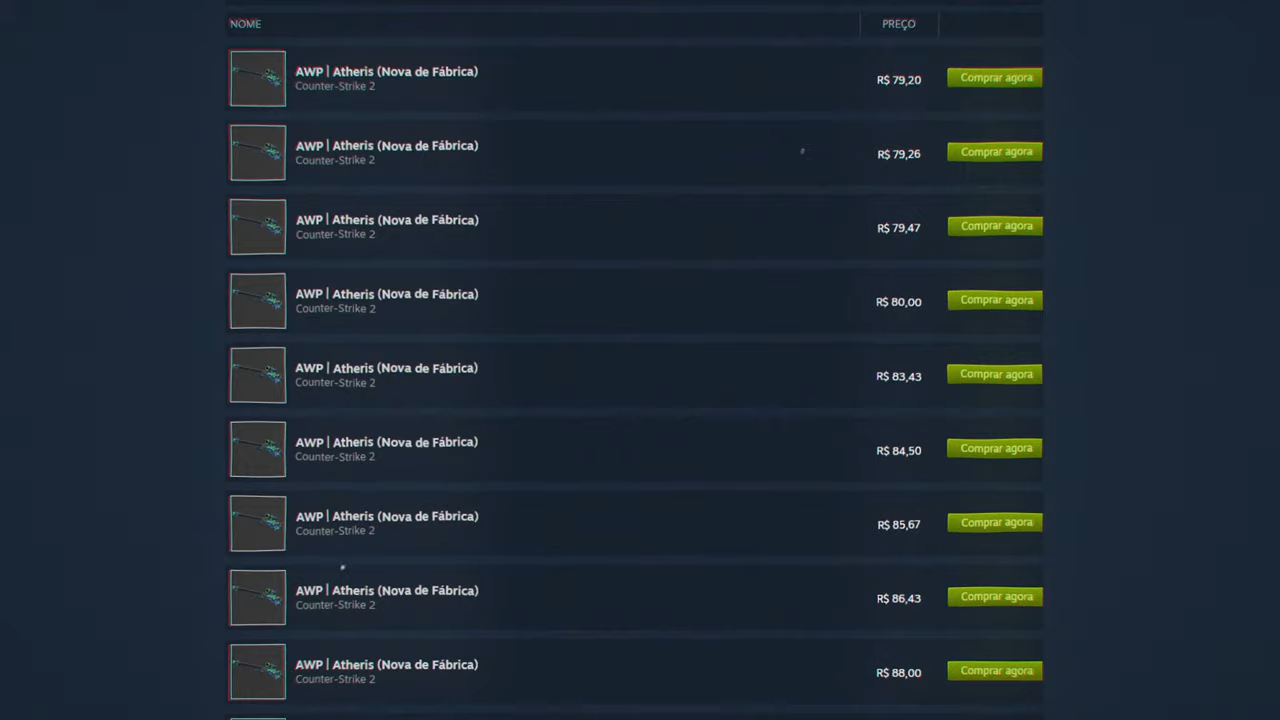 NOME PREÇO
AWP | Atheris (Nova de Fábrica)
Counter-Strike 2
R$ 79,20 Comprar agora
AWP | Atheris (Nova de Fábrica)
Counter-Strike 2
R$ 79,26 Comprar agora
AWP | Atheris (Nova de Fábrica)
Counter-Strike 2
R$ 79,47 Comprar agora
AWP | Atheris (Nova de Fábrica)
Counter-Strike 2
R$ 80,00 Comprar agora
AWP | Atheris (Nova de Fábrica)
Counter-Strike 2
R$ 83,43 Comprar agora
AWP | Atheris (Nova de Fábrica)
Counter-Strike 2
R$ 84,50 Comprar agora
AWP | Atheris (Nova de Fábrica)
Counter-Strike 2
R$ 85,67 Comprar agora
AWP | Atheris (Nova de Fábrica)
Counter-Strike 2
R$ 86,43 Comprar agora
AWP | Atheris (Nova de Fábrica)
Counter-Strike 2
R$ 88,00 Comprar agora